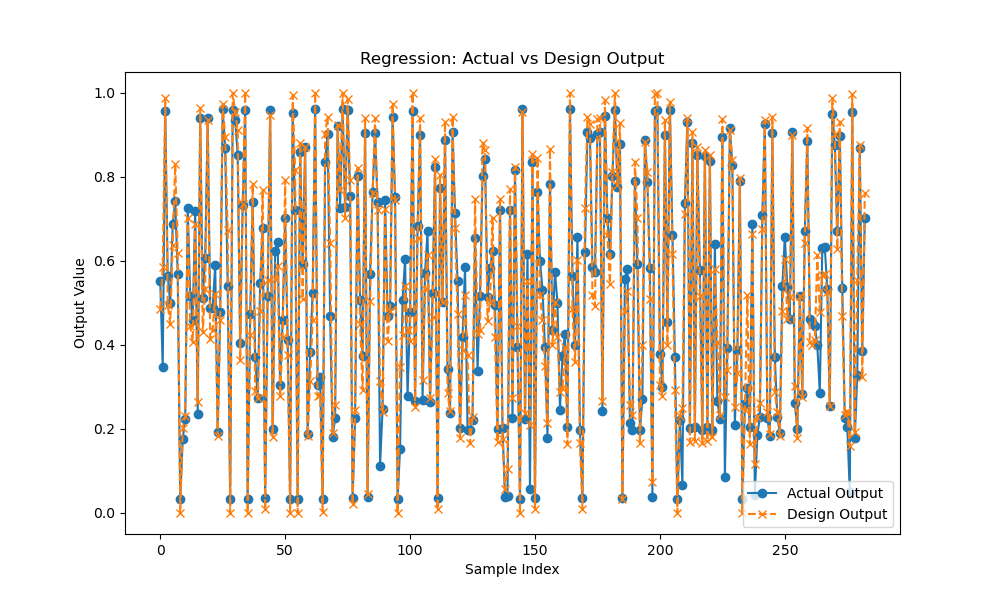 Regression: Actual vs Design Output
Output Value
1.0
0.8
0.6
0.4
0.2
0.0
0
50
100
150
200
250
Sample Index
Actual Output
Design Output